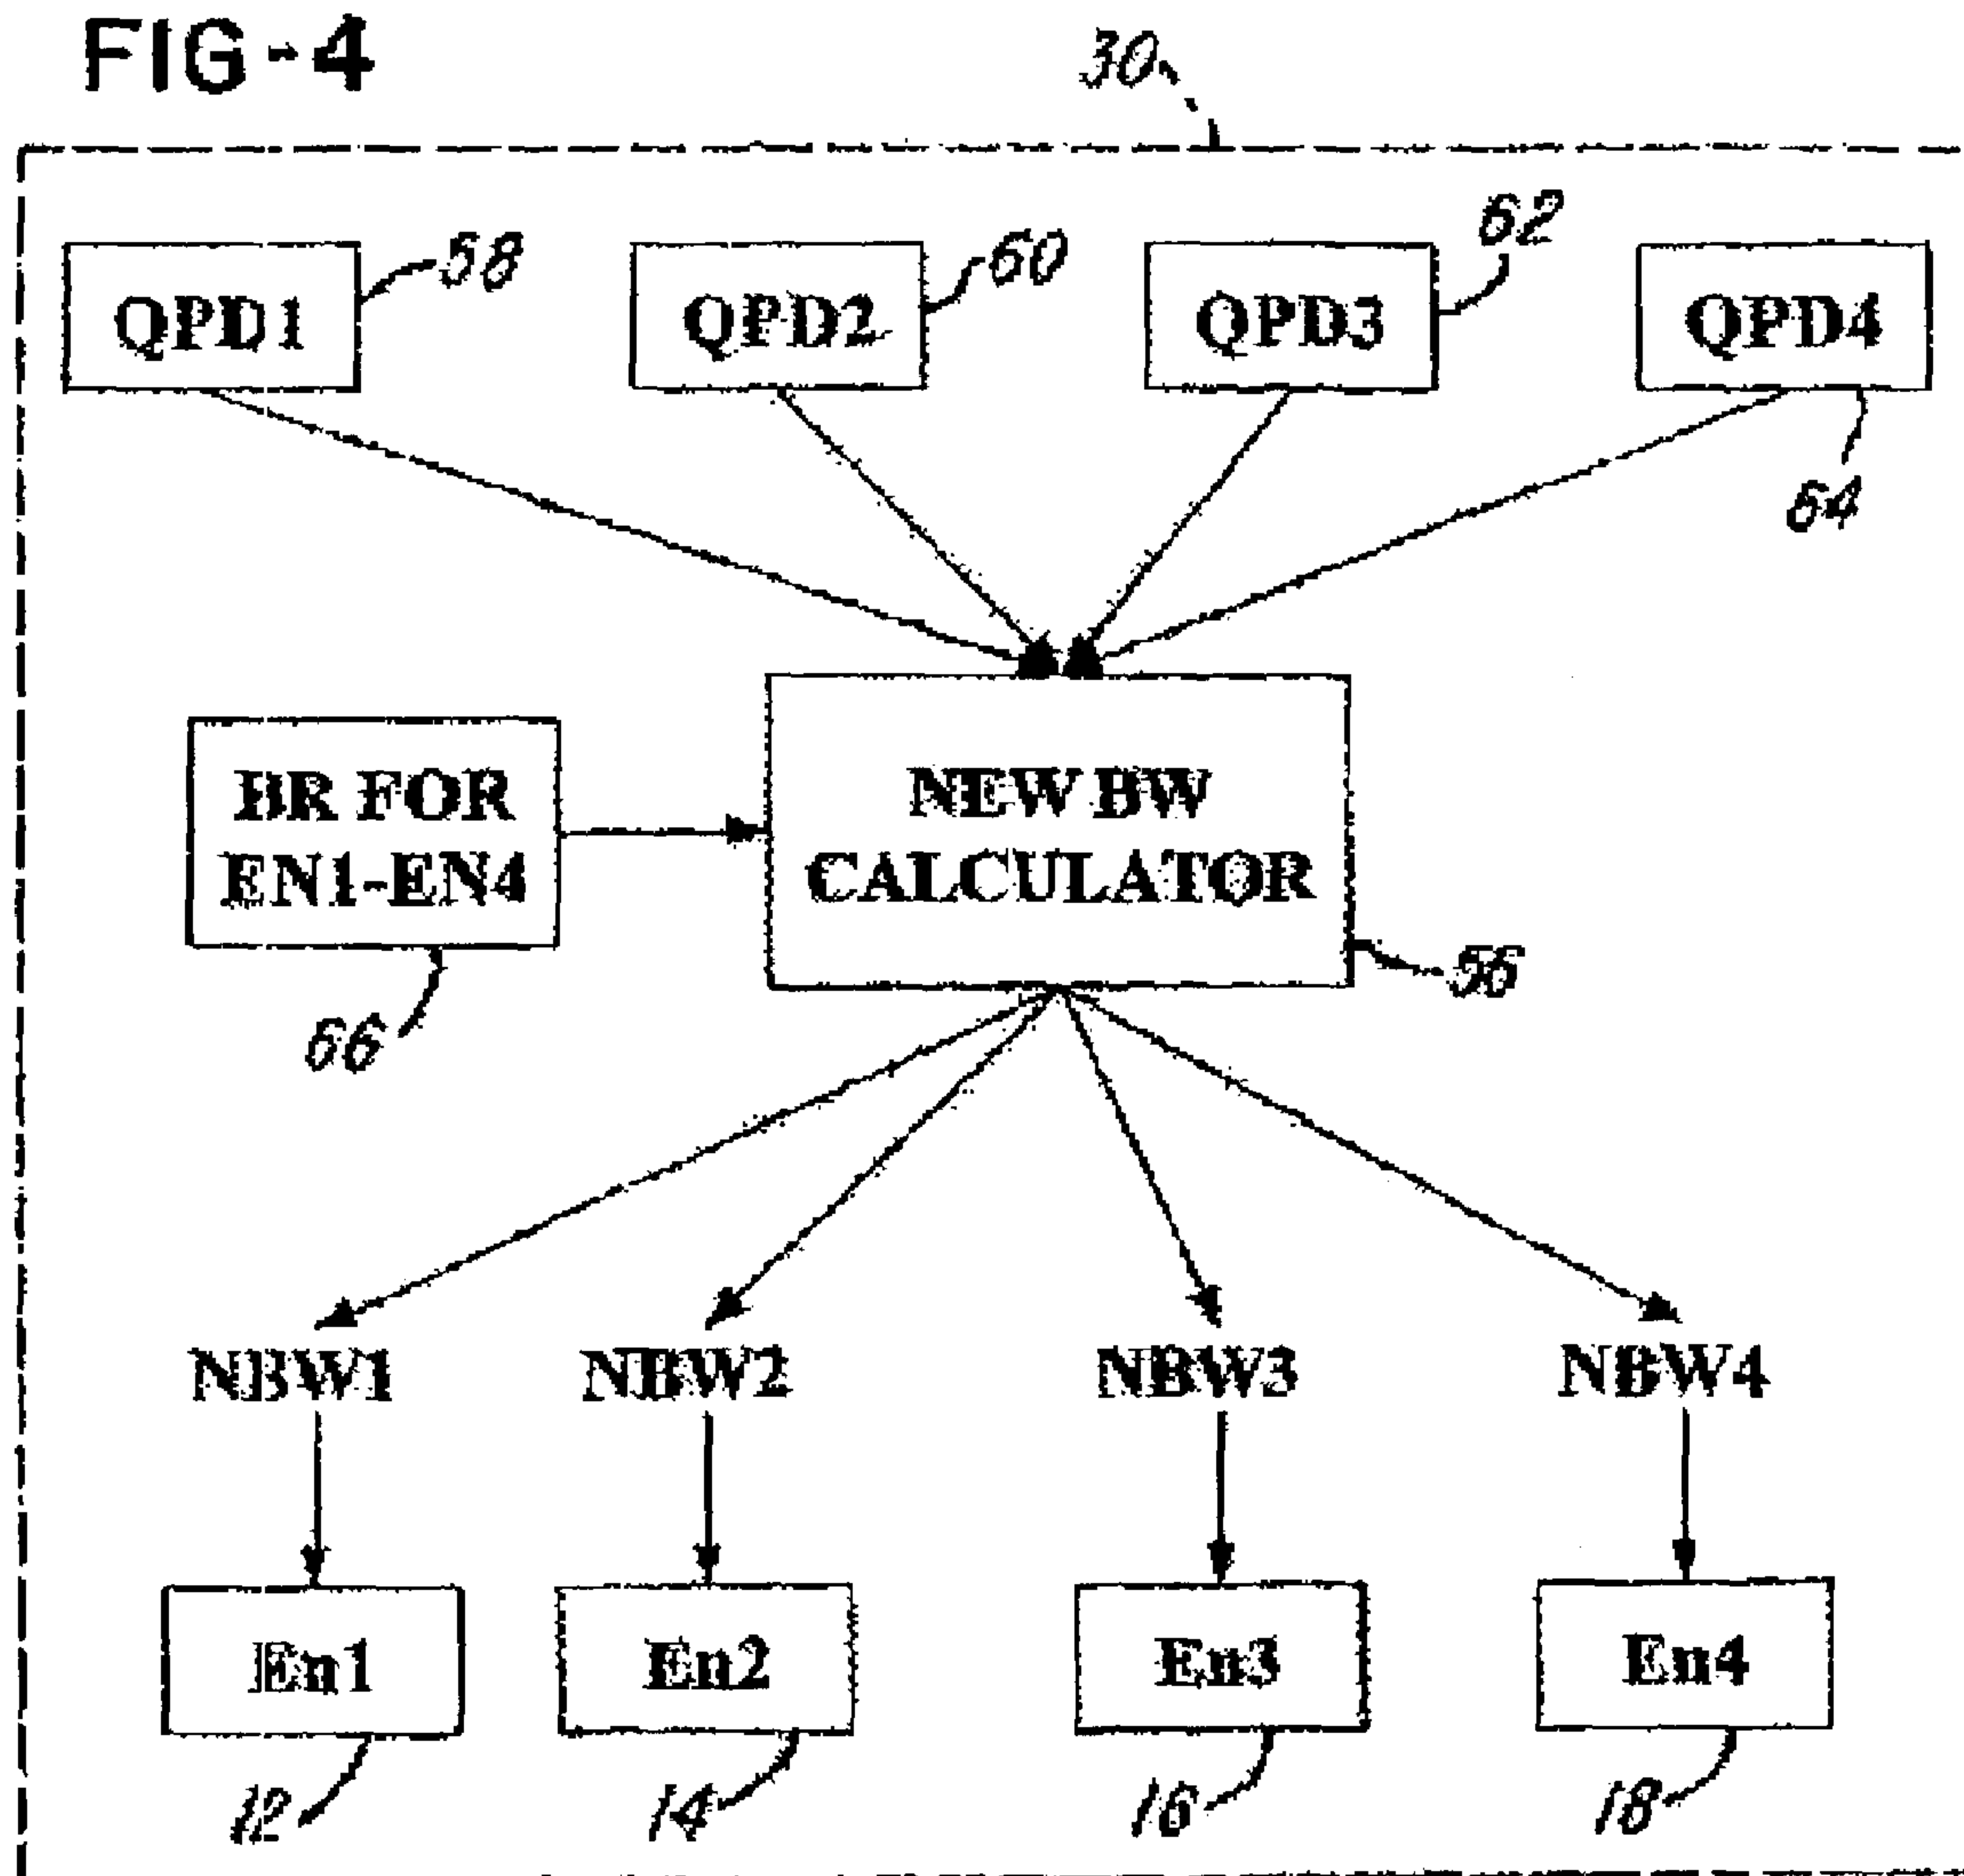 FIG-4
30
58
60
62
QPD1
QPD2
QPD3
QPD4
64
BR FOR
EN1-EN4
NEW BW
CALCULATOR
56
66
NBW1
NBW2
NBW3
NBW4
En1
En2
En3
En4
12
14
16
18